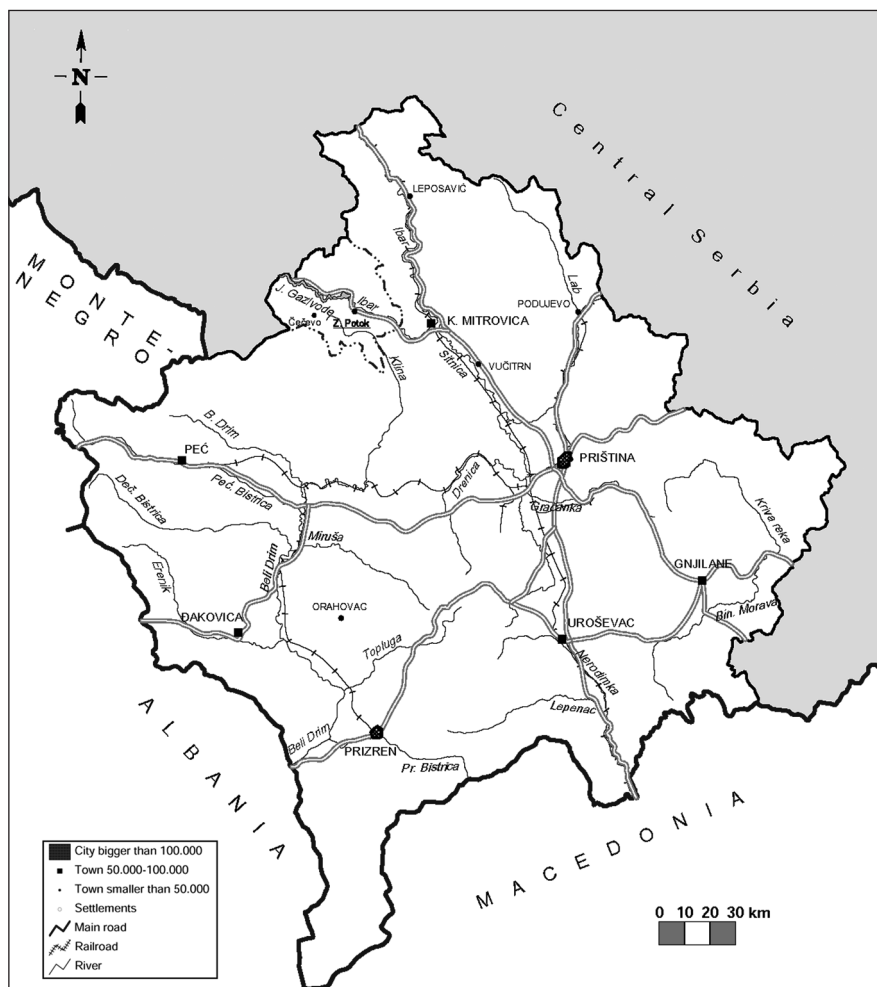 N
Central Serbia
MONTE-
NEGRO
LEPOSAVIĆ
Ibar
Lab
PODUJEVO
J. Gazivode
Ibar
Čečavo
Z. Potok
K. MITROVICA
Klina
Sitnica
VUČITRN
B. Drim
PEĆ
PRIŠTINA
Peć. Bistrica
Deč. Bistrica
Drenica
Gračanka
Kriva reka
Miruša
Erenik
Beli Drim
GNJILANE
ĐAKOVICA
ORAHOVAC
Bin. Morava
UROŠEVAC
Topluga
Nerodimka
Lepenac
Beli Drim
PRIZREN
Pr. Bistrica
ALBANIA
MACEDONIA
City bigger than 100.000
Town 50.000-100.000
Town smaller than 50.000
Settlements
Main road
Railroad
River
0 10 20 30 km